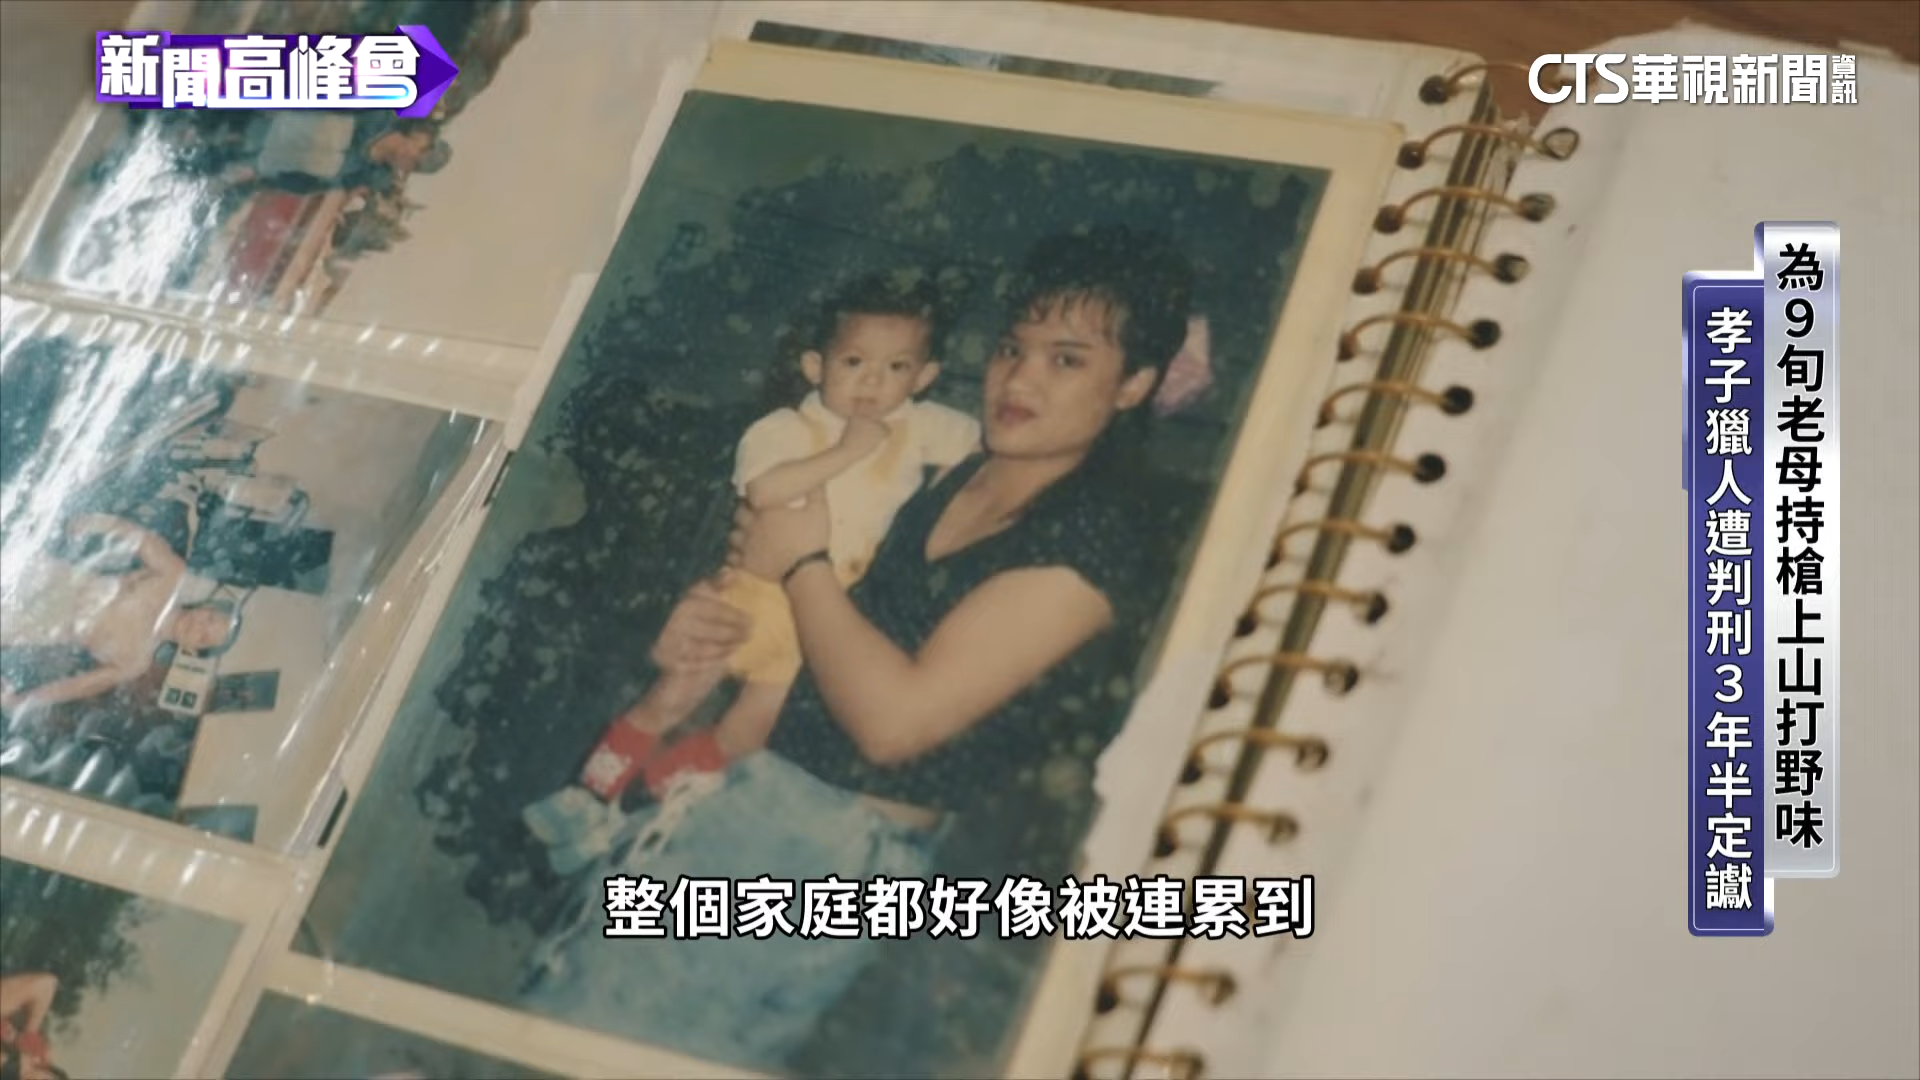 新聞高峰會
CTS華視新聞資訊
為9旬老母持槍上山打野味
孝子獵人遭判刑3年半定讞
整個家庭都好像被連累到